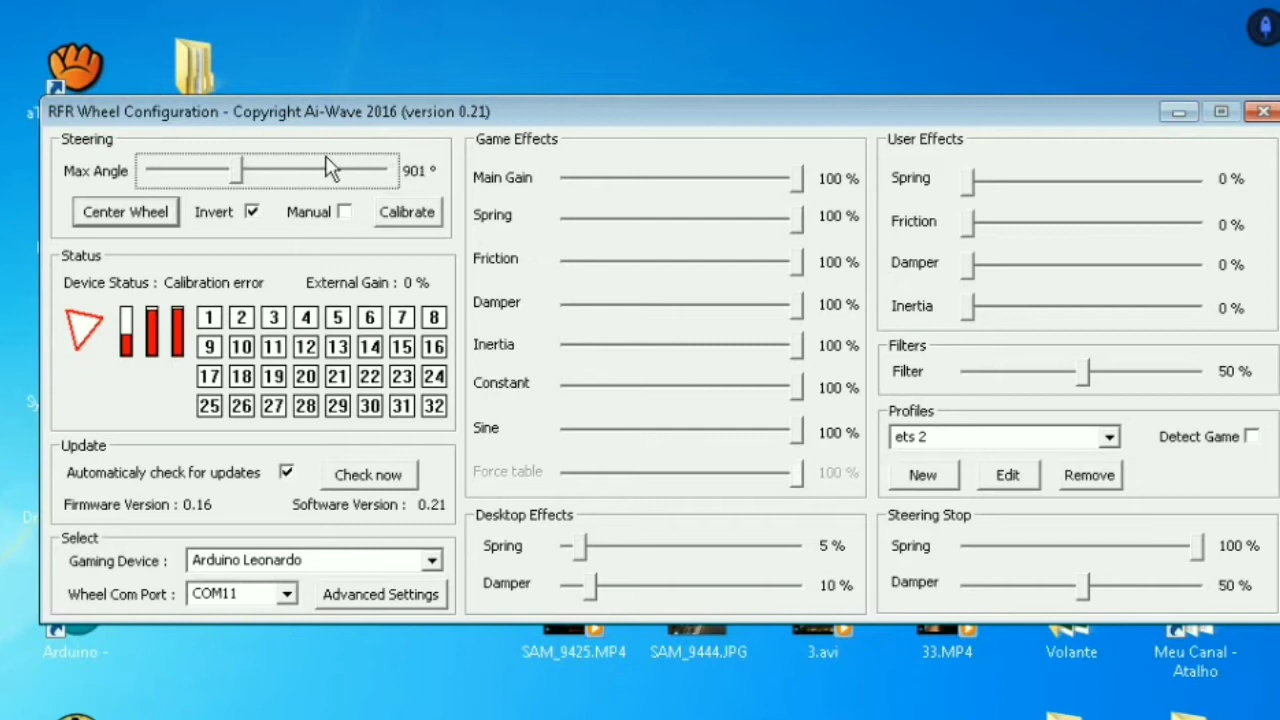 RFR Wheel Configuration - Copyright Ai-Wave 2016 (version 0.21)
Steering
Max Angle 901 °
Center Wheel Invert Manual Calibrate
Status
Device Status : Calibration error External Gain : 0 %
1 2 3 4 5 6 7 8
9 10 11 12 13 14 15 16
17 18 19 20 21 22 23 24
25 26 27 28 29 30 31 32
Update
Automaticaly check for updates Check now
Firmware Version : 0.16 Software Version : 0.21
Select
Gaming Device : Arduino Leonardo
Wheel Com Port : COM11 Advanced Settings
Game Effects
Main Gain 100 %
Spring 100 %
Friction 100 %
Damper 100 %
Inertia 100 %
Constant 100 %
Sine 100 %
Force table 100 %
Desktop Effects
Spring 5 %
Damper 10 %
User Effects
Spring 0 %
Friction 0 %
Damper 0 %
Inertia 0 %
Filters
Filter 50 %
Profiles
ets 2 Detect Game
New Edit Remove
Steering Stop
Spring 100 %
Damper 50 %
Arduino -
SAM_9425.MP4
SAM_9444.JPG
3.avi
33.MP4
Volante
Meu Canal -
Atalho